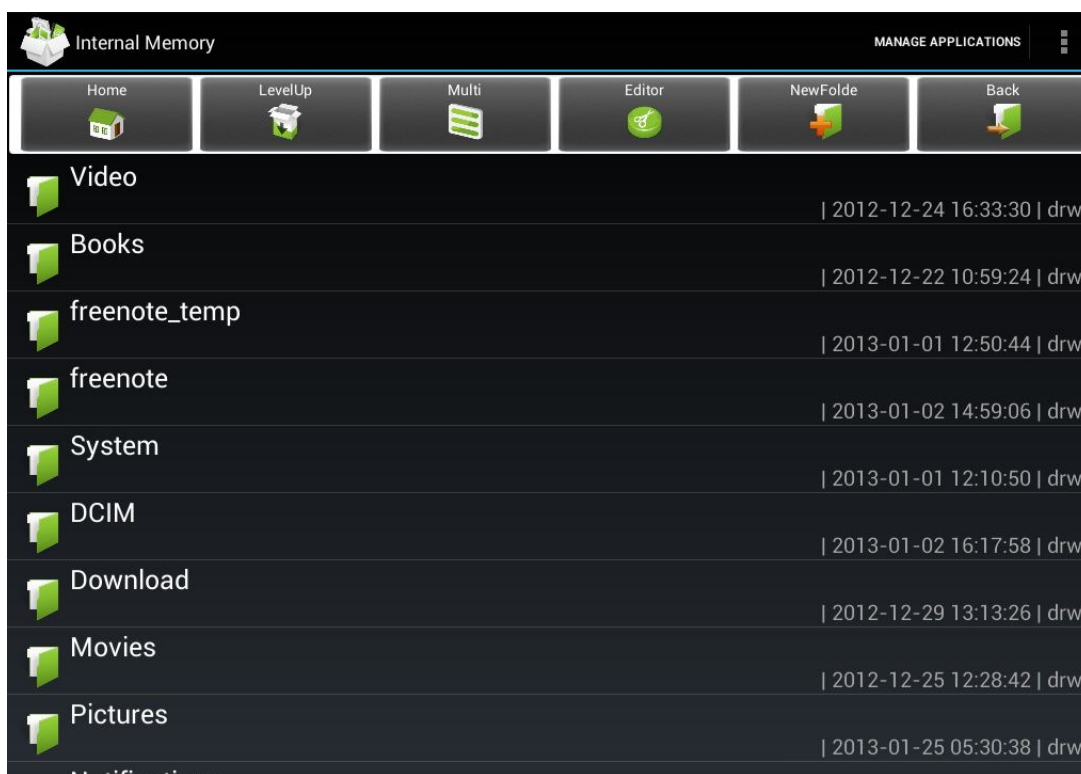 Internal Memory MANAGE APPLICATIONS
Home LevelUp Multi Editor NewFolde Back
Video
| 2012-12-24 16:33:30 | drw
Books
| 2012-12-22 10:59:24 | drw
freenote_temp
| 2013-01-01 12:50:44 | drw
freenote
| 2013-01-02 14:59:06 | drw
System
| 2013-01-01 12:10:50 | drw
DCIM
| 2013-01-02 16:17:58 | drw
Download
| 2012-12-29 13:13:26 | drw
Movies
| 2012-12-25 12:28:42 | drw
Pictures
| 2013-01-25 05:30:38 | drw